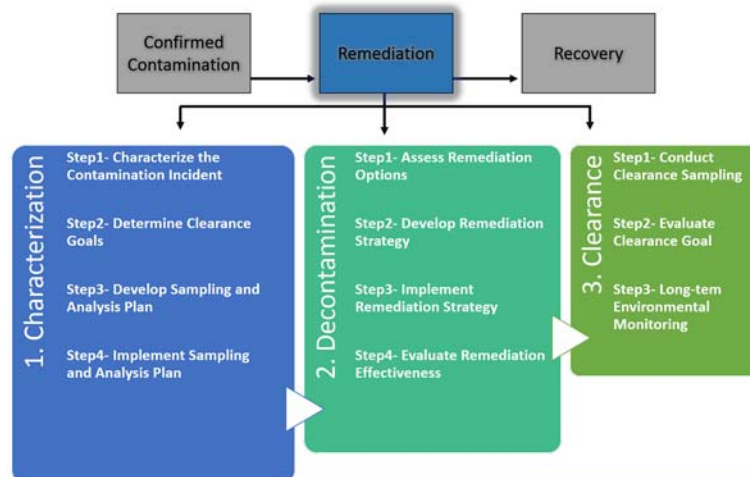 Confirmed
Contamination
Remediation
Recovery
1. Characterization
Step1- Characterize the
Contamination Incident
Step2- Determine Clearance
Goals
Step3- Develop Sampling and
Analysis Plan
Step4- Implement Sampling
and Analysis Plan
2. Decontamination
Step1- Assess Remediation
Options
Step2- Develop Remediation
Strategy
Step3- Implement
Remediation Strategy
Step4- Evaluate Remediation
Effectiveness
3. Clearance
Step1- Conduct
Clearance Sampling
Step2- Evaluate
Clearance Goal
Step3- Long-tem
Environmental
Monitoring